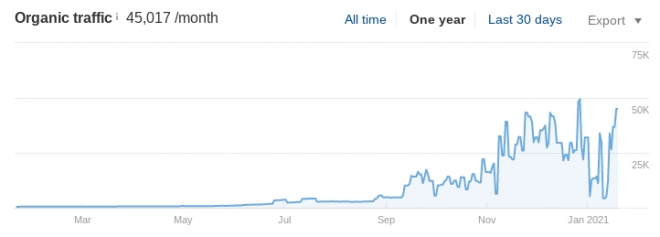 Organic traffic i 45,017 /month All time One year Last 30 days Export
75K
50K
25K
Mar May Jul Sep Nov Jan 2021